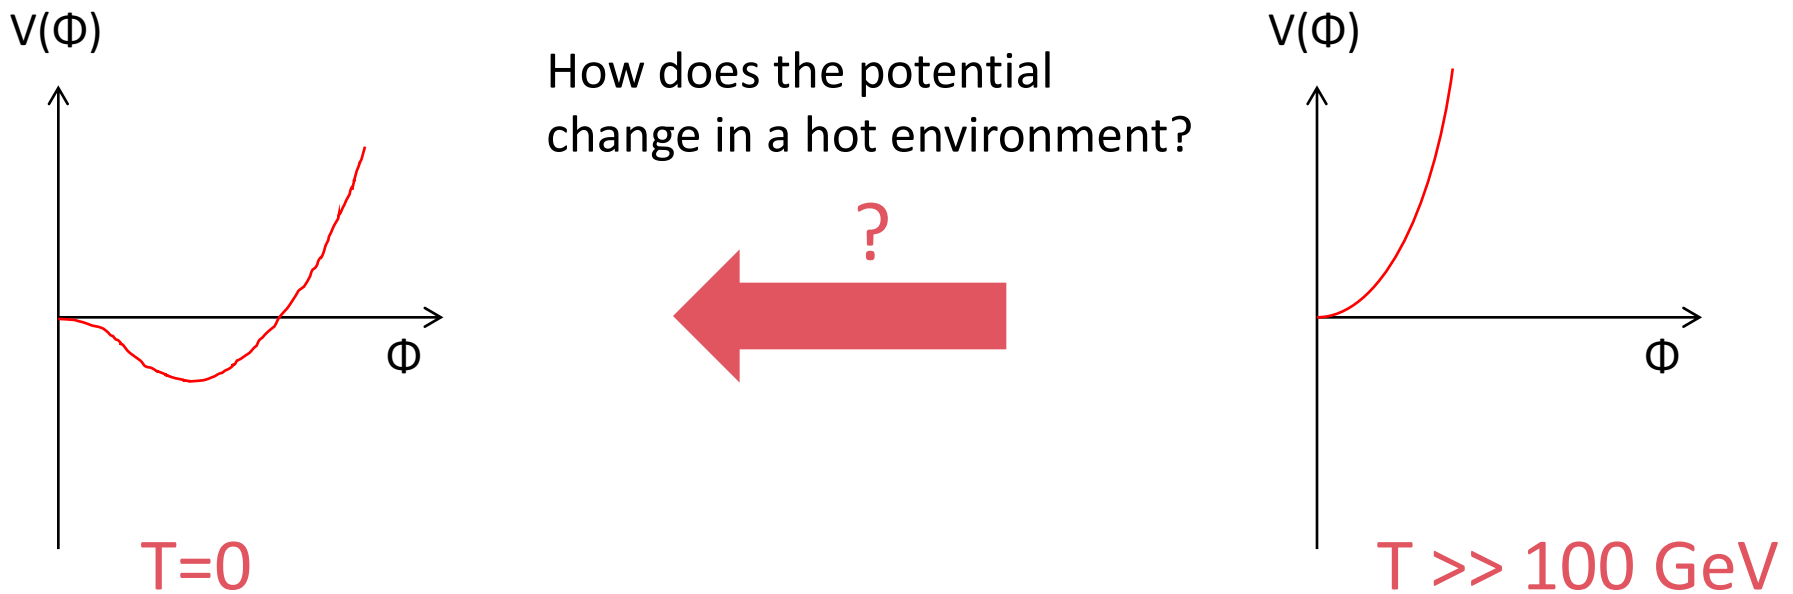 V(Φ)
How does the potential
change in a hot environment?
V(Φ)
?
Φ
Φ
T=0
T >> 100 GeV